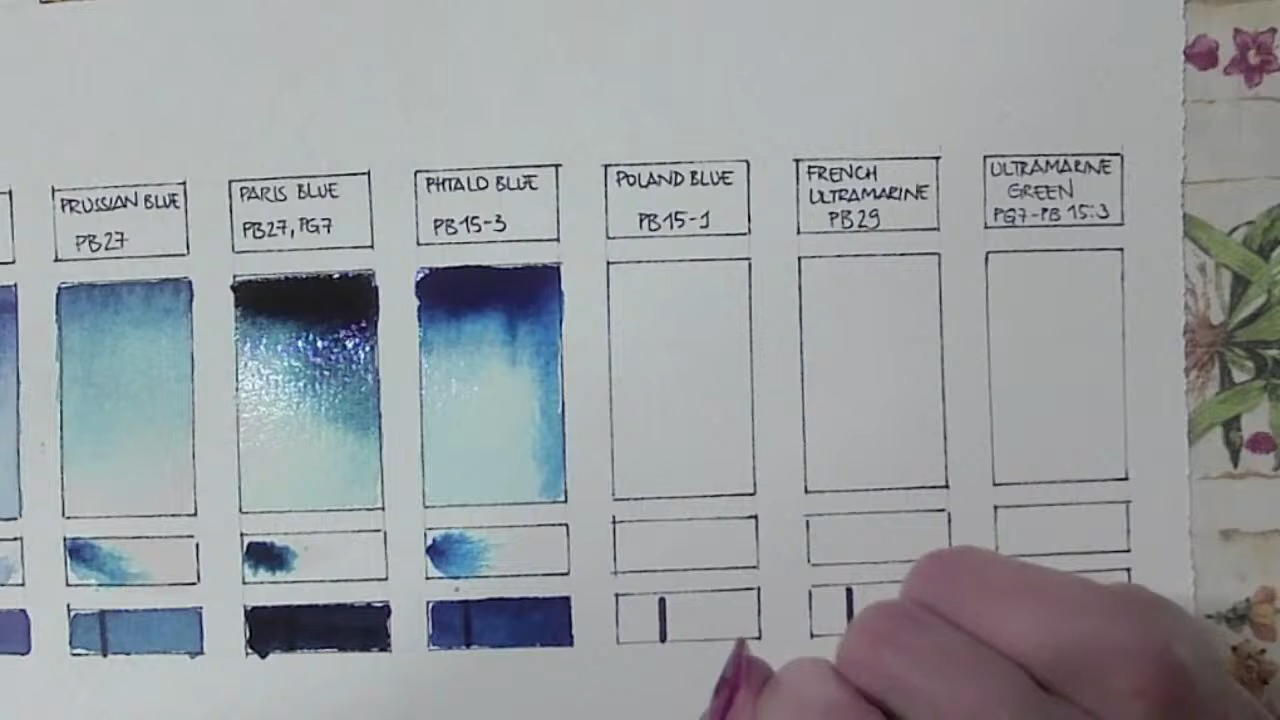 PRUSSIAN BLUE
PB27
PARIS BLUE
PB27, PG7
PHTALO BLUE
PB15-3
POLAND BLUE
PB15-1
FRENCH
ULTRAMARINE
PB29
ULTRAMARINE
GREEN
PG7-PB 15:3